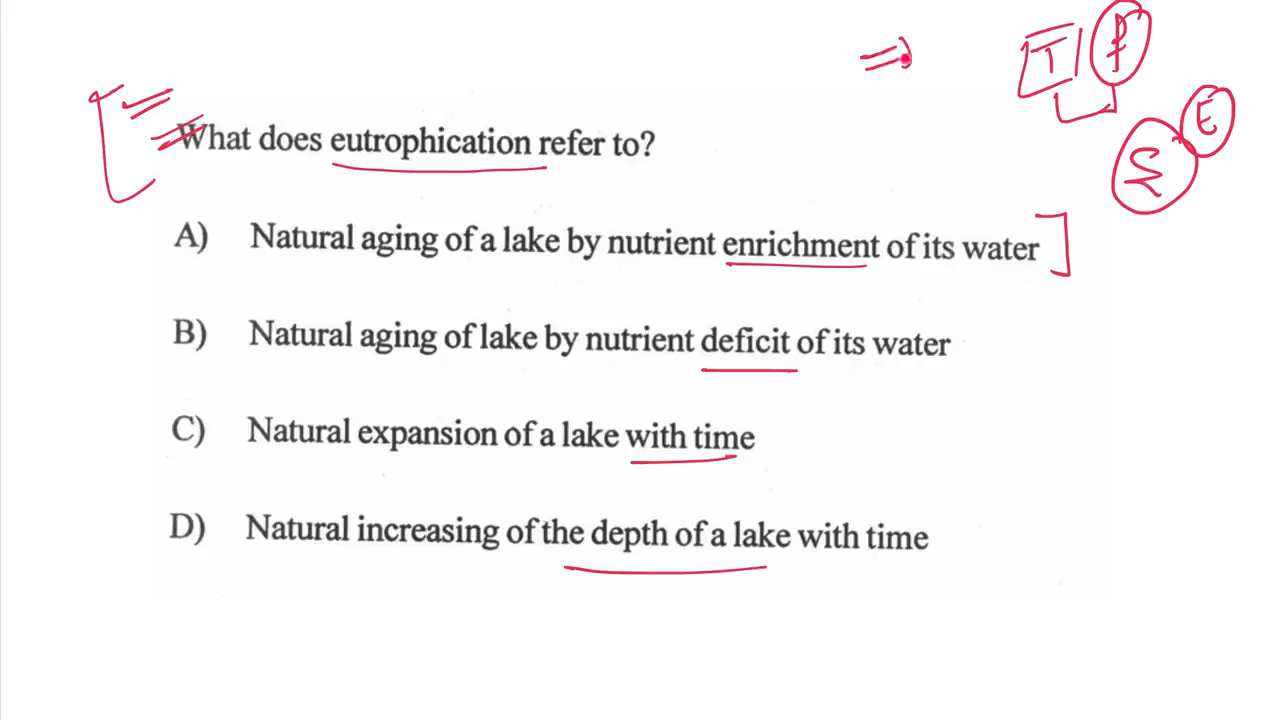 What does eutrophication refer to?
A) Natural aging of a lake by nutrient enrichment of its water
B) Natural aging of lake by nutrient deficit of its water
C) Natural expansion of a lake with time
D) Natural increasing of the depth of a lake with time
T
E